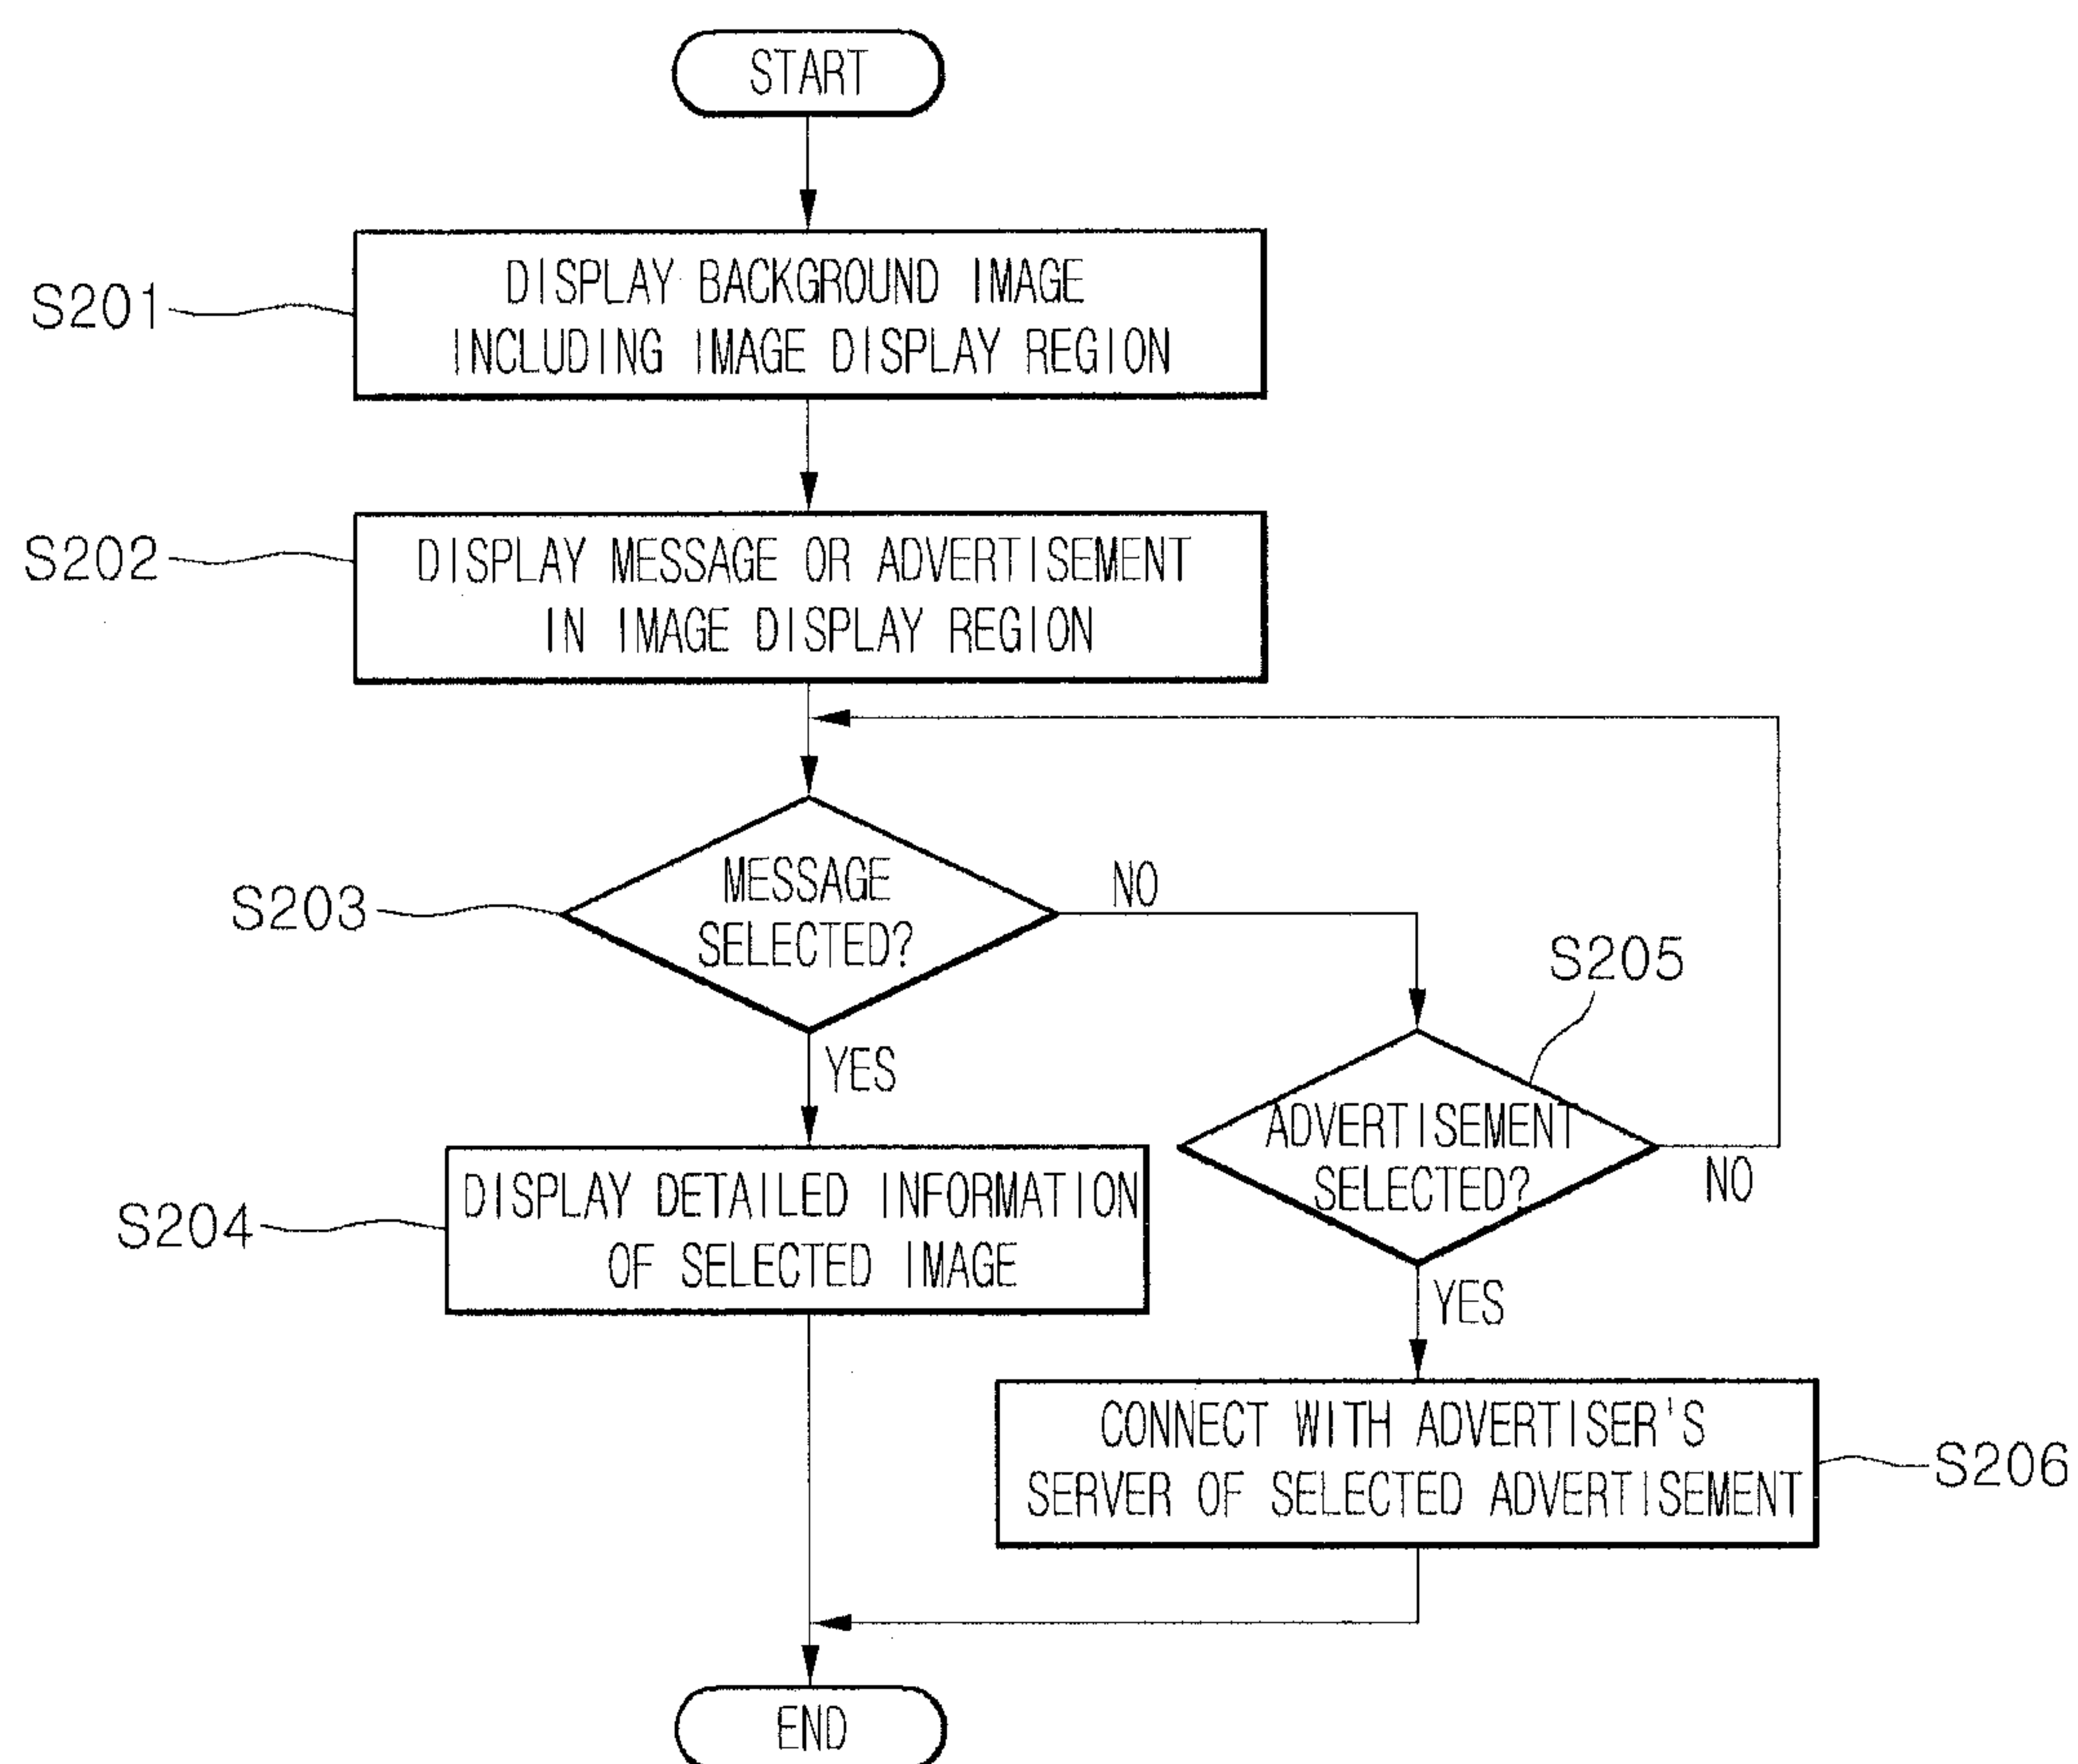 START
S201
DISPLAY BACKGROUND IMAGE
INCLUDING IMAGE DISPLAY REGION
S202
DISPLAY MESSAGE OR ADVERTISEMENT
IN IMAGE DISPLAY REGION
S203
MESSAGE
SELECTED?
NO
YES
S205
ADVERTISEMENT
SELECTED?
NO
YES
S204
DISPLAY DETAILED INFORMATION
OF SELECTED IMAGE
CONNECT WITH ADVERTISER'S
SERVER OF SELECTED ADVERTISEMENT
S206
END